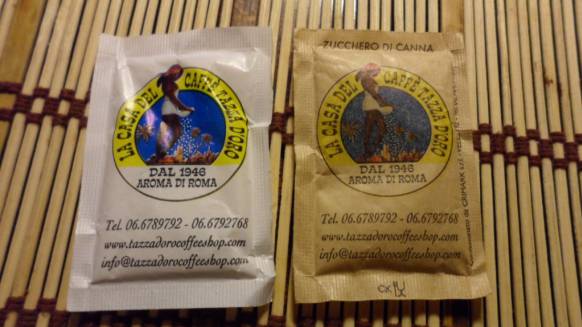 LA CASA DEL CAFFÈ TAZZA D'ORO
DAL 1946
AROMA DI ROMA
Tel. 06.6789792 - 06.6792768
www.tazzadorocoffeeshop.com
info@tazzadorocoffeeshop.com
ZUCCHERO DI CANNA
LA CASA DEL CAFFÈ TAZZA D'ORO
DAL 1946
AROMA DI ROMA
Tel. 06.6789792 - 06.6792768
www.tazzadorocoffeeshop.com
info@tazzadorocoffeeshop.com